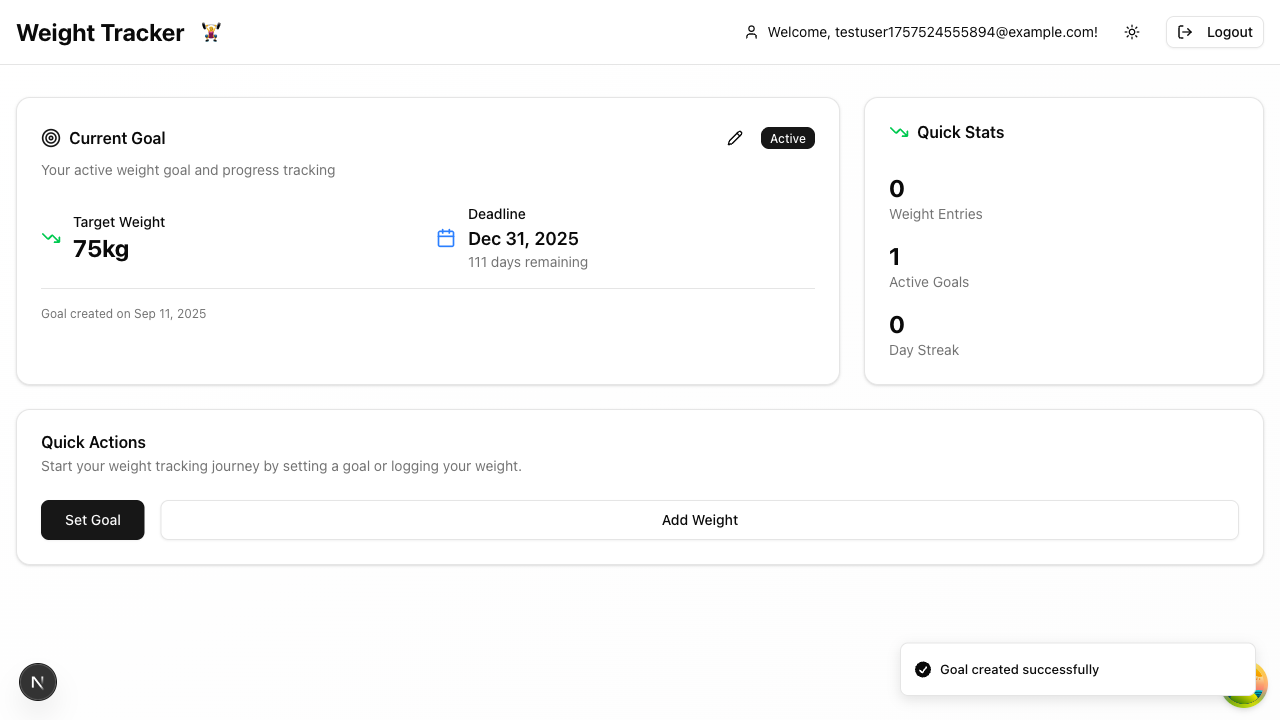 Weight Tracker 🏋️‍♀️
Welcome, testuser1757524555894@example.com!
Logout
Current Goal
Active
Your active weight goal and progress tracking
Target Weight
75kg
Deadline
Dec 31, 2025
111 days remaining
Goal created on Sep 11, 2025
Quick Stats
0
Weight Entries
1
Active Goals
0
Day Streak
Quick Actions
Start your weight tracking journey by setting a goal or logging your weight.
Set Goal
Add Weight
N
Goal created successfully